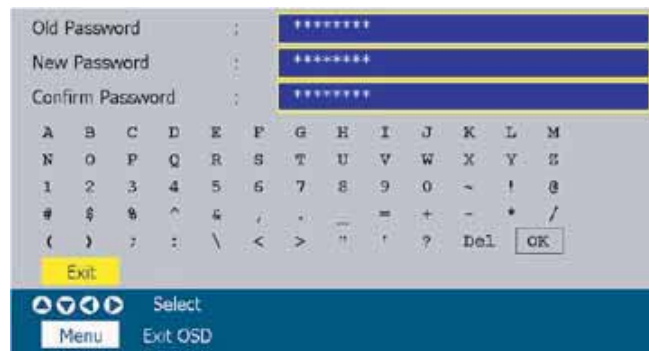 Old Password : ********
New Password : ********
Confirm Password : ********
A B C D E F G H I J K L M
N O P Q R S T U V W X Y Z
1 2 3 4 5 6 7 8 9 0 ~ ! @
# $ % ^ & , . _ = + - * /
( ) ; : \ < > " ' ? Del OK
Exit
Select
Menu Exit OSD